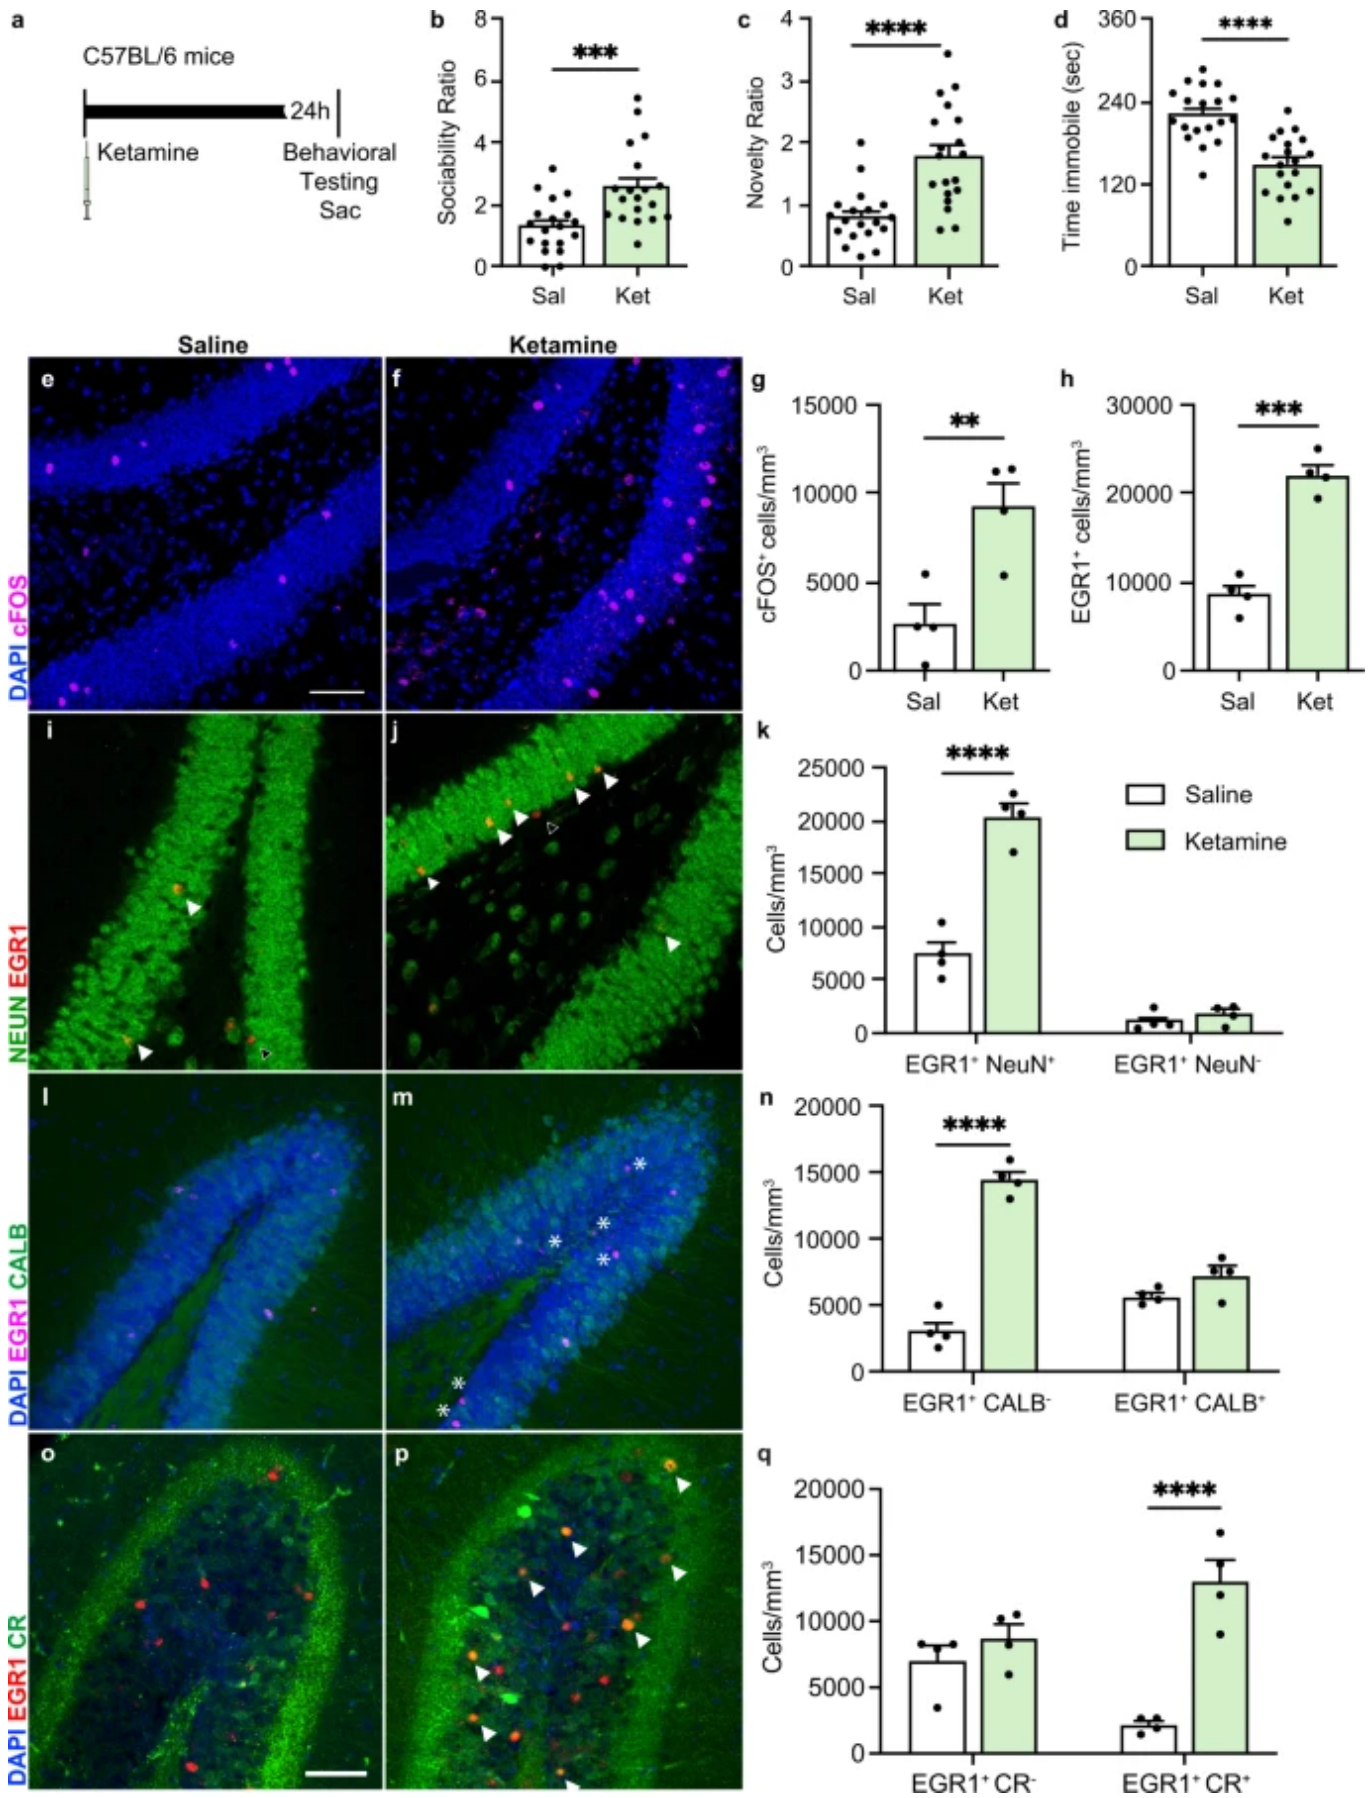 a
C57BL/6 mice
24h
Ketamine
Behavioral
Testing
Sac
b
Sociability Ratio
8
6
4
2
0
***
Sal
Ket
c
Novelty Ratio
4
3
2
1
0
****
Sal
Ket
d
Time immobile (sec)
360
240
120
0
****
Sal
Ket
Saline
Ketamine
DAPI cFOS
e
f
g
cFOS⁺ cells/mm³
15000
10000
5000
0
**
Sal
Ket
h
EGR1⁺ cells/mm³
30000
20000
10000
0
***
Sal
Ket
NEUN EGR1
i
j
k
Cells/mm³
25000
20000
15000
10000
5000
0
****
EGR1⁺ NeuN⁺
EGR1⁺ NeuN⁻
Saline
Ketamine
DAPI EGR1 CALB
l
m
*
*
*
*
*
*
n
Cells/mm³
20000
15000
10000
5000
0
****
EGR1⁺ CALB⁻
EGR1⁺ CALB⁺
DAPI EGR1 CR
o
p
q
Cells/mm³
20000
15000
10000
5000
0
****
EGR1⁺ CR⁻
EGR1⁺ CR⁺